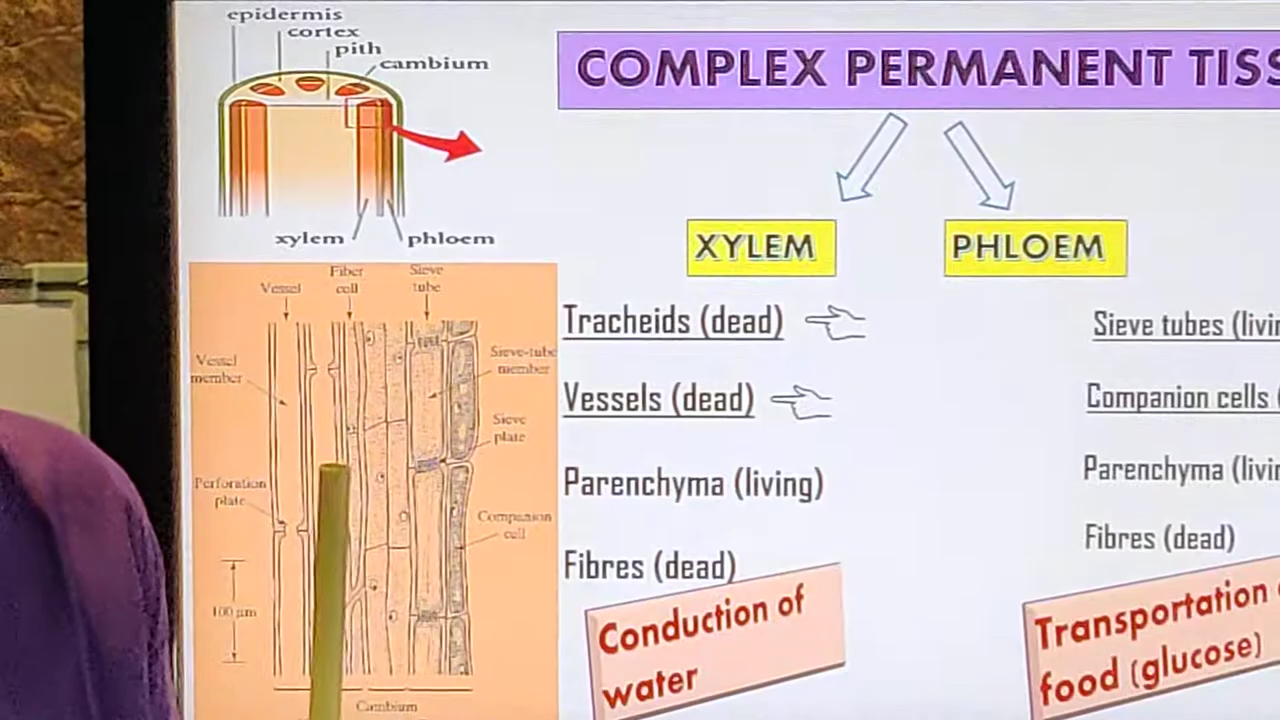 epidermis
cortex
pith
cambium
xylem
phloem
COMPLEX PERMANENT TISS
XYLEM
PHLOEM
Tracheids (dead)
Vessels (dead)
Parenchyma (living)
Fibres (dead)
Conduction of
water
Sieve tubes (livin
Companion cells (
Parenchyma (livin
Fibres (dead)
Transportation
food (glucose)
Vessel
Fiber
cell
Sieve
tube
Vessel
member
Sieve-tube
member
Sieve
plate
Perforation
plate
Companion
cell
100 µm
Cambium